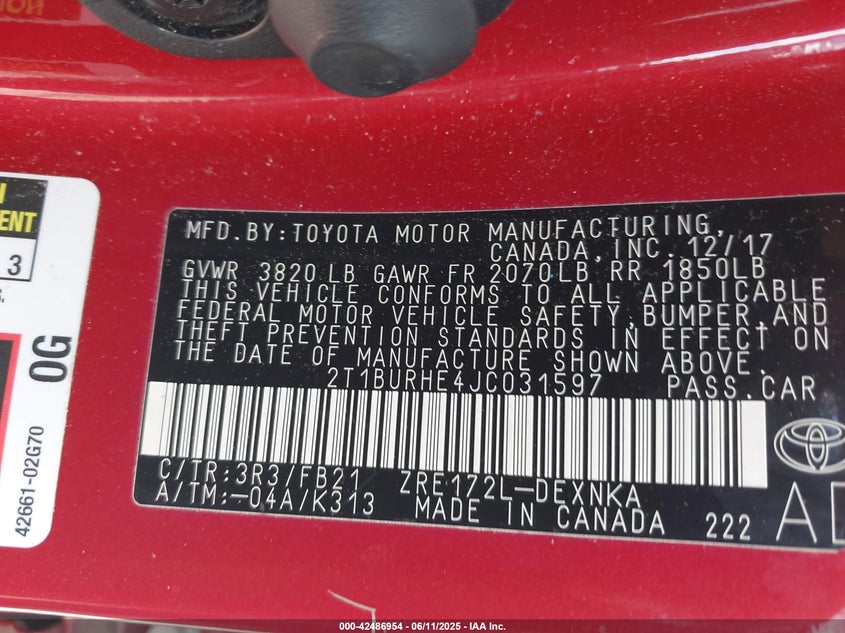 MFD.BY:TOYOTA MOTOR MANUFACTURING,
CANADA,INC. 12/17
GVWR 3820 LB GAWR FR 2070LB RR 1850LB
THIS VEHICLE CONFORMS TO ALL APPLICABLE
FEDERAL MOTOR VEHICLE SAFETY,BUMPER,AND
THEFT PREVENTION STANDARDS IN EFFECT ON
THE DATE OF MANUFACTURE SHOWN ABOVE.
2T1BURHE4JC031597 PASS.CAR
C/TR:3R3/FB21 ZRE172L-DEXNKA
A/TM:-04A/K313 MADE IN CANADA 222
3
0G
42661-02G70
000-42486954 - 06/11/2025 - IAA Inc.